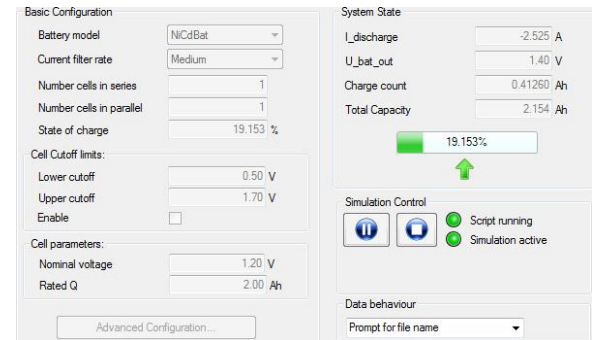 Basic Configuration
Battery model NiCdBat
Current filter rate Medium
Number cells in series 1
Number cells in parallel 1
State of charge 19.153 %
Cell Cutoff limits:
Lower cutoff 0.50 V
Upper cutoff 1.70 V
Enable
Cell parameters:
Nominal voltage 1.20 V
Rated Q 2.00 Ah
Advanced Configuration...
System State
I_discharge -2.525 A
U_bat_out 1.40 V
Charge count 0.41260 Ah
Total Capacity 2.154 Ah
19.153%
Simulation Control
Script running
Simulation active
Data behaviour
Prompt for file name